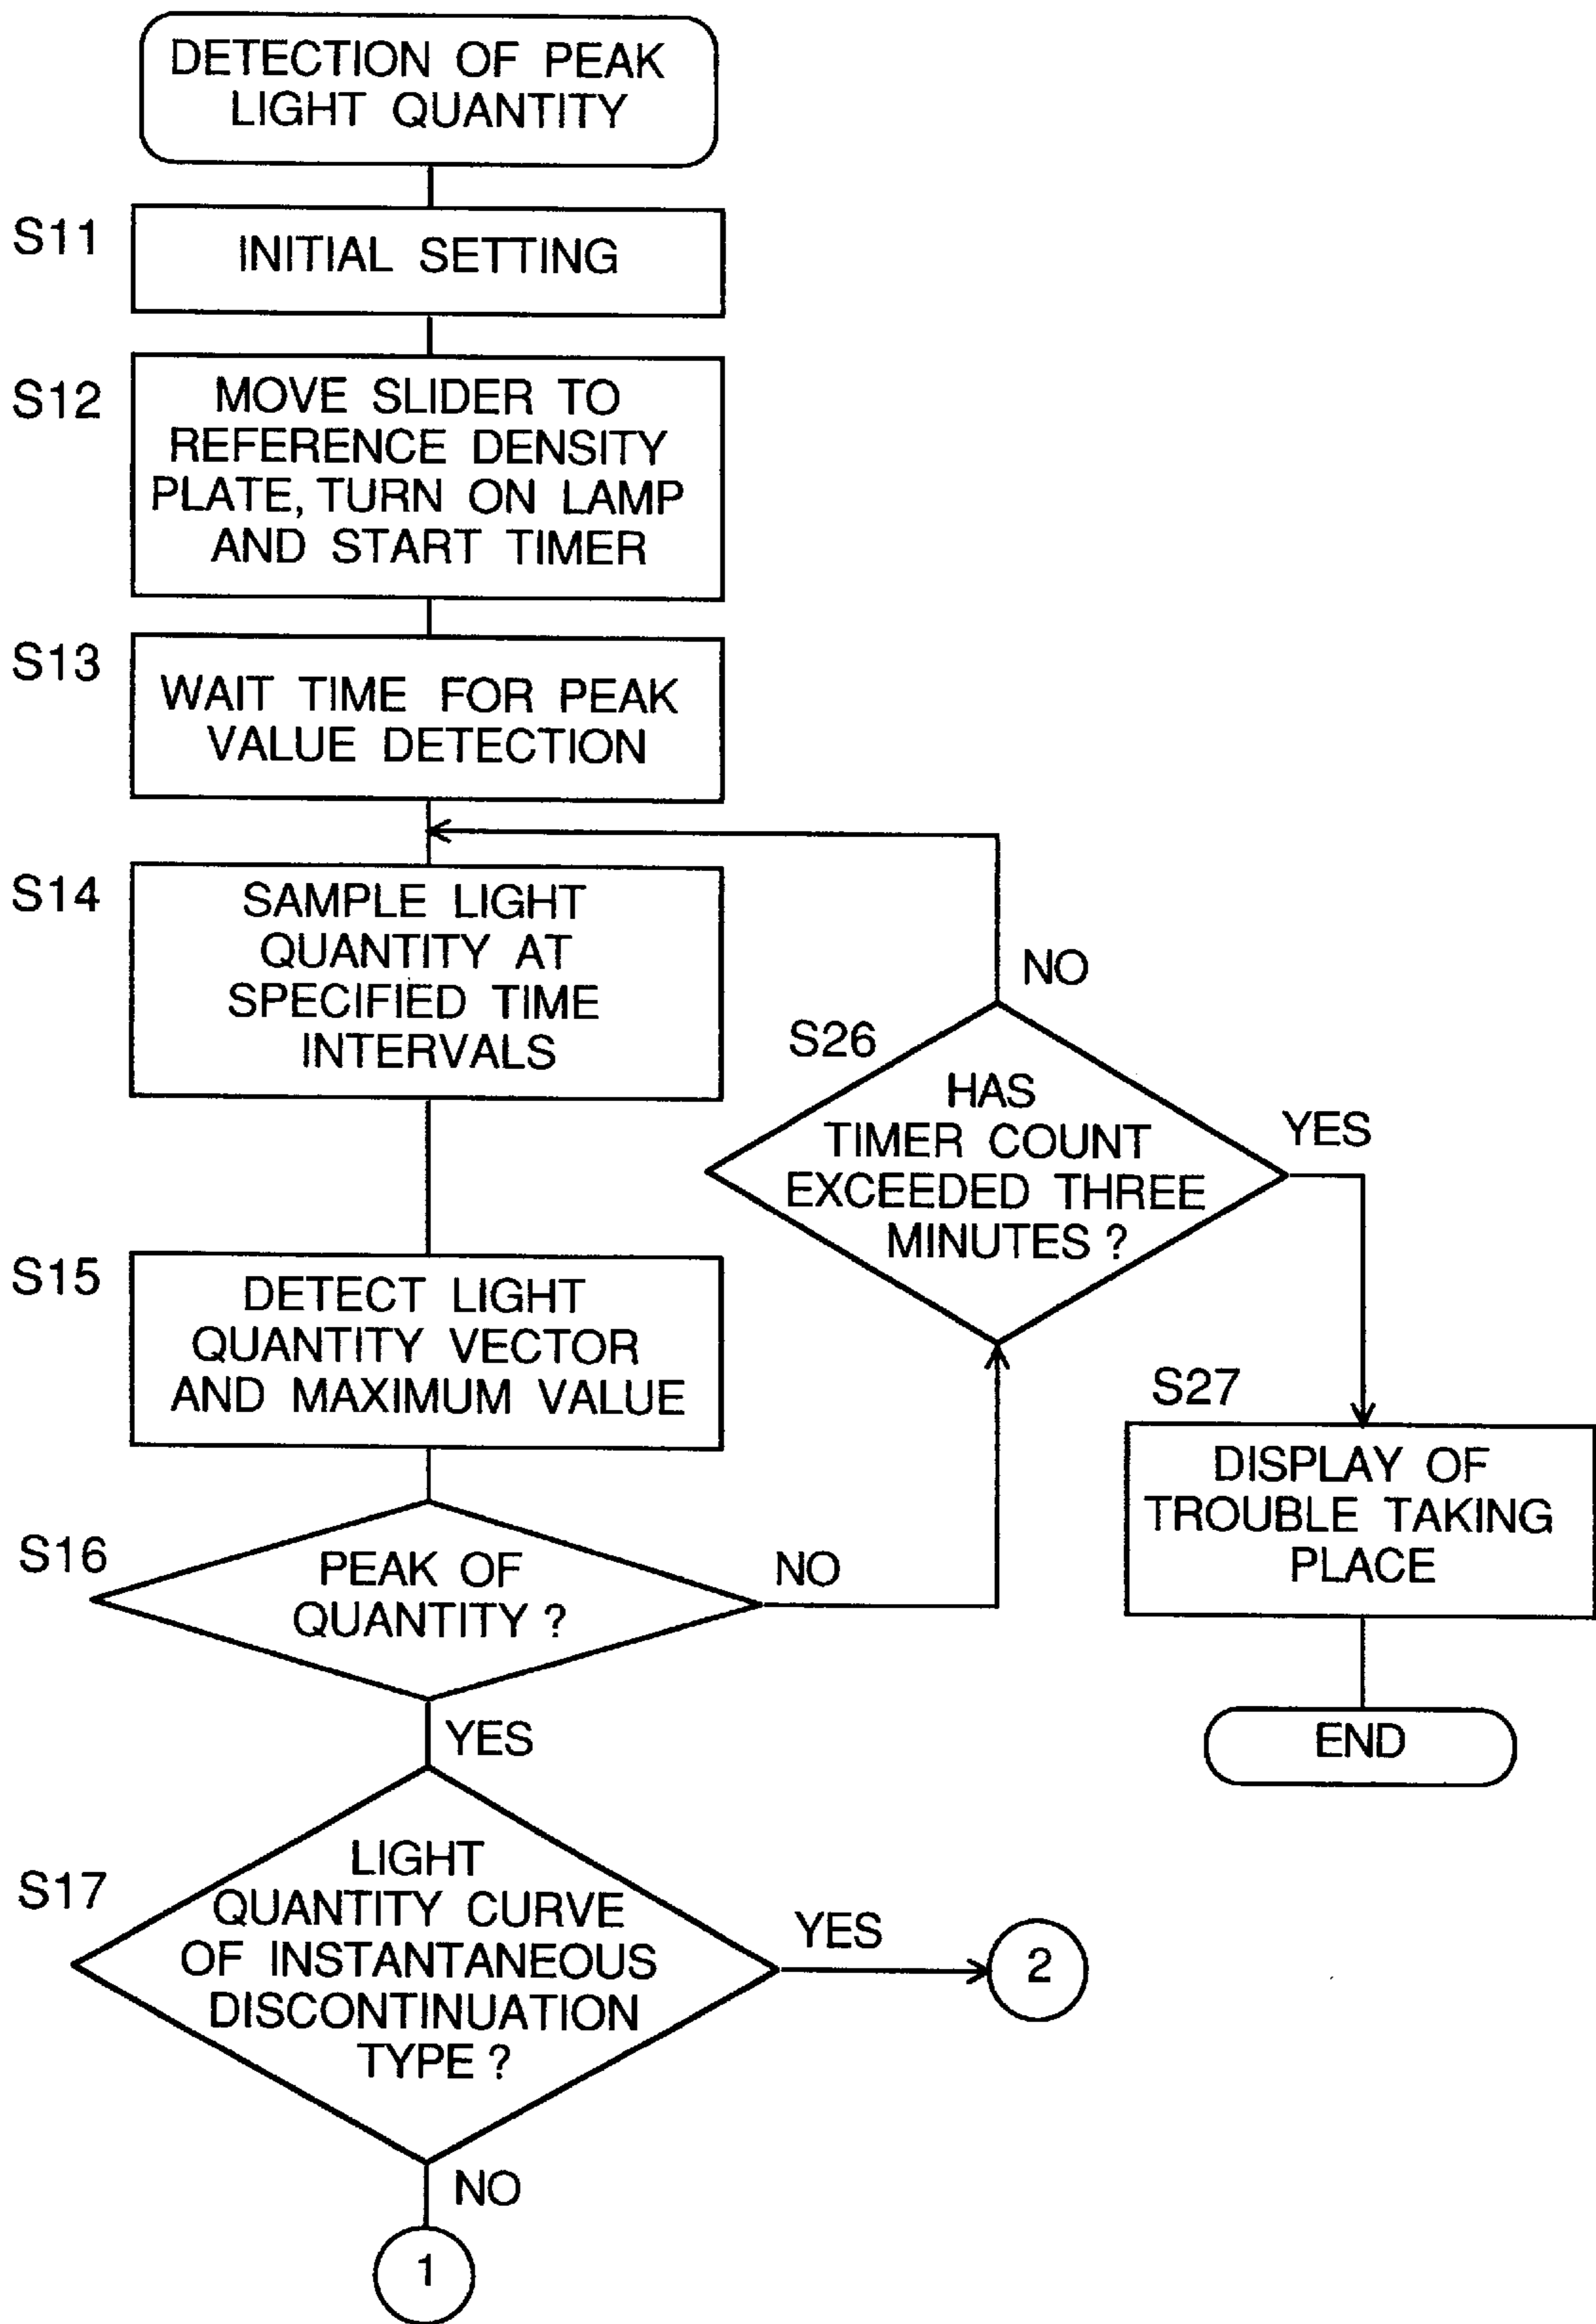 DETECTION OF PEAK
LIGHT QUANTITY
S11
INITIAL SETTING
S12
MOVE SLIDER TO
REFERENCE DENSITY
PLATE, TURN ON LAMP
AND START TIMER
S13
WAIT TIME FOR PEAK
VALUE DETECTION
S14
SAMPLE LIGHT
QUANTITY AT
SPECIFIED TIME
INTERVALS
NO
S26
HAS
TIMER COUNT
EXCEEDED THREE
MINUTES ?
YES
S15
DETECT LIGHT
QUANTITY VECTOR
AND MAXIMUM VALUE
S27
DISPLAY OF
TROUBLE TAKING
PLACE
END
S16
PEAK OF
QUANTITY ?
NO
YES
S17
LIGHT
QUANTITY CURVE
OF INSTANTANEOUS
DISCONTINUATION
TYPE ?
YES
2
NO
1